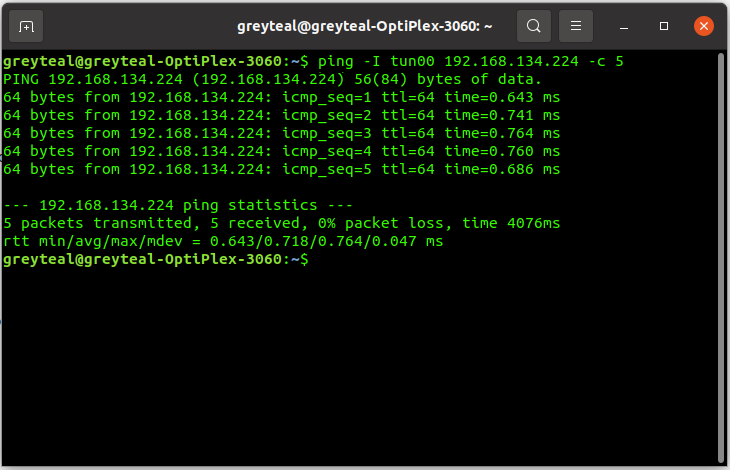 greyteal@greyteal-OptiPlex-3060: ~
greyteal@greyteal-OptiPlex-3060:~$ ping -I tun00 192.168.134.224 -c 5
PING 192.168.134.224 (192.168.134.224) 56(84) bytes of data.
64 bytes from 192.168.134.224: icmp_seq=1 ttl=64 time=0.643 ms
64 bytes from 192.168.134.224: icmp_seq=2 ttl=64 time=0.741 ms
64 bytes from 192.168.134.224: icmp_seq=3 ttl=64 time=0.764 ms
64 bytes from 192.168.134.224: icmp_seq=4 ttl=64 time=0.760 ms
64 bytes from 192.168.134.224: icmp_seq=5 ttl=64 time=0.686 ms

--- 192.168.134.224 ping statistics ---
5 packets transmitted, 5 received, 0% packet loss, time 4076ms
rtt min/avg/max/mdev = 0.643/0.718/0.764/0.047 ms
greyteal@greyteal-OptiPlex-3060:~$